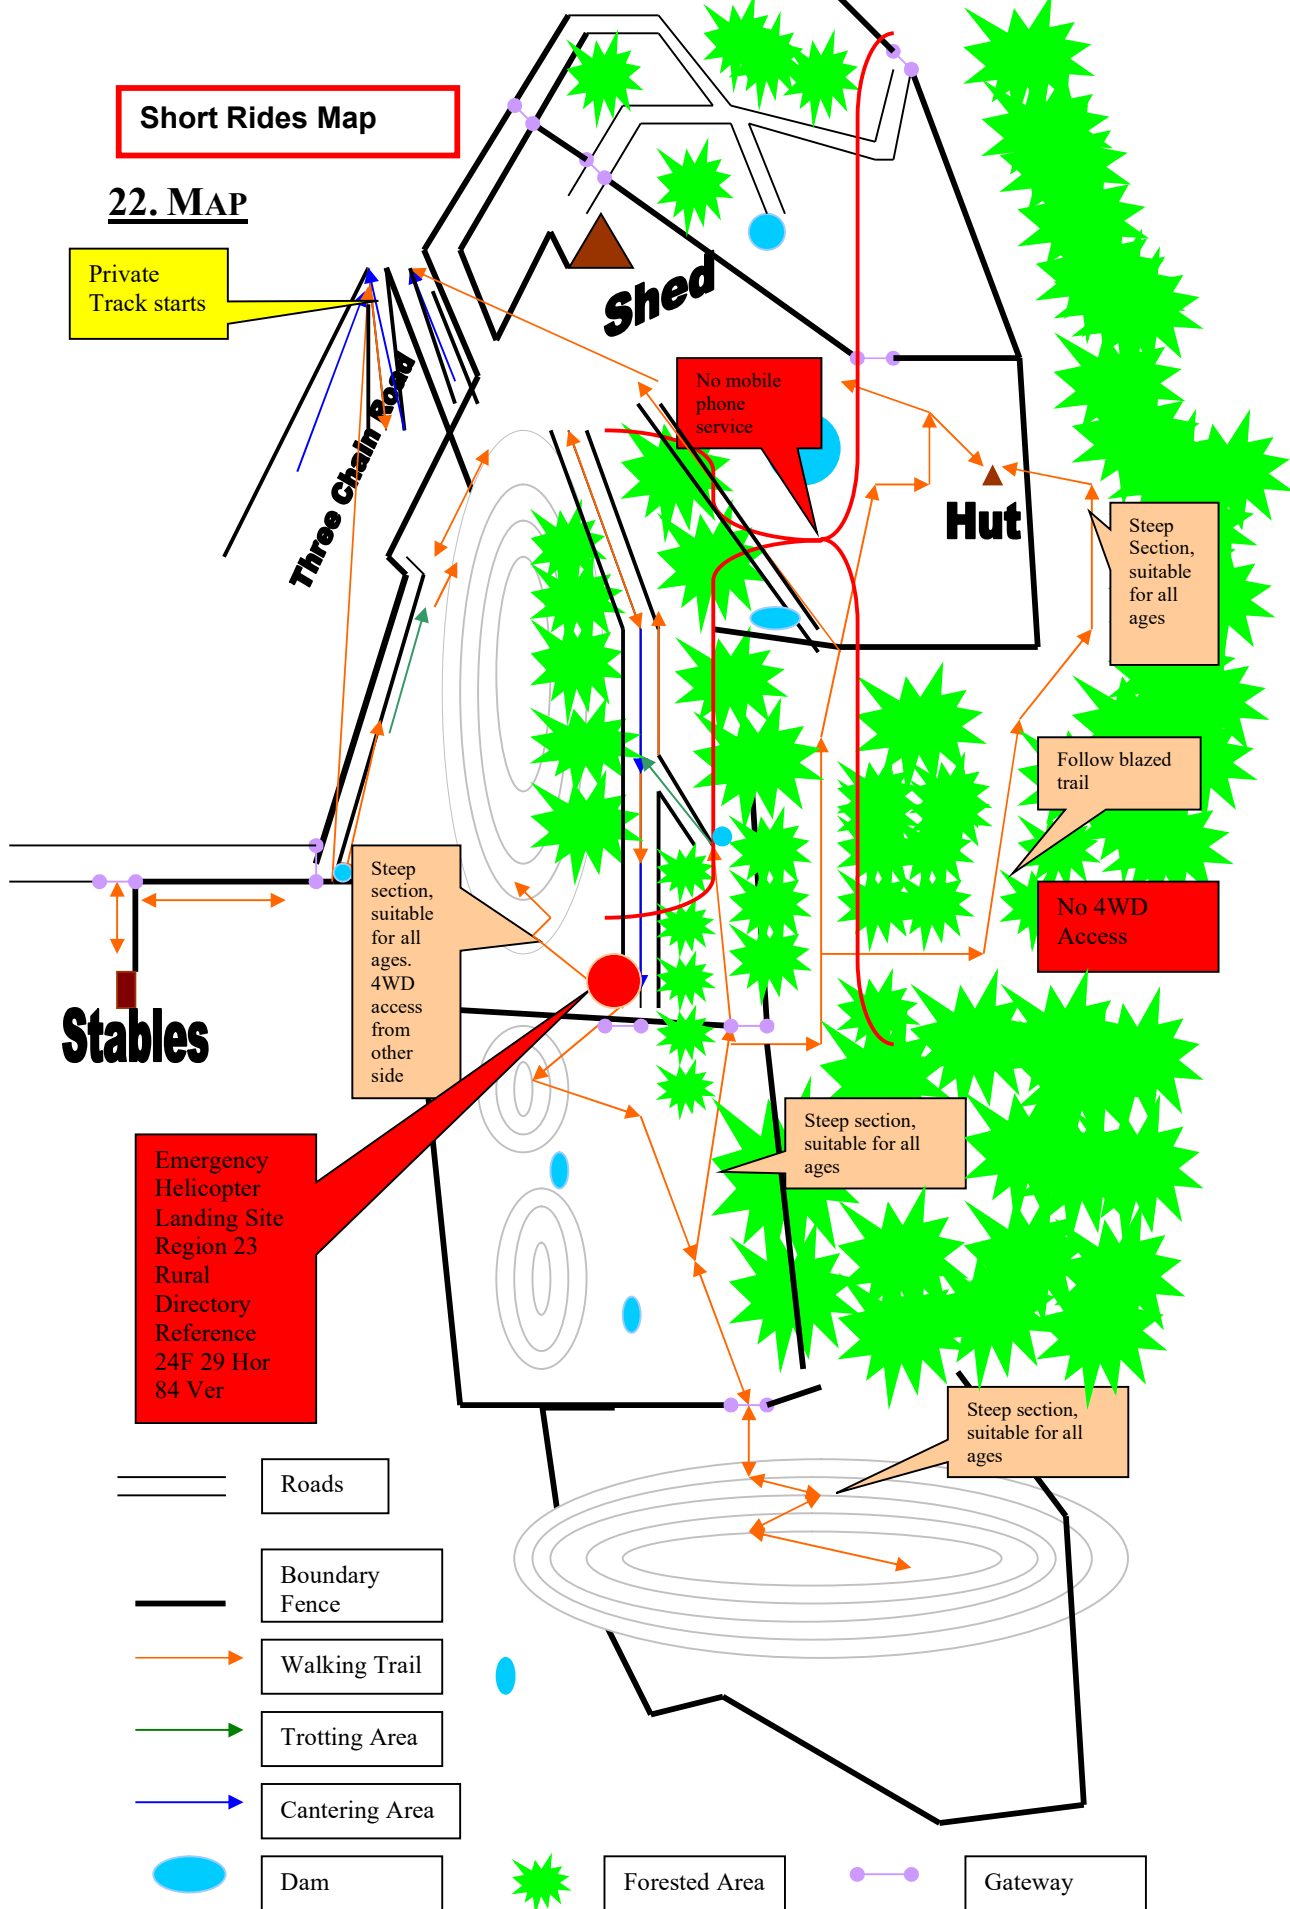 Short Rides Map
22. MAP
Private
Track starts
Shed
Three Chain Road
No mobile
phone
service
Hut
Steep
Section,
suitable
for all
ages
Follow blazed
trail
No 4WD
Access
Steep
section,
suitable
for all
ages.
4WD
access
from
other
side
Stables
Steep section,
suitable for all
ages
Emergency
Helicopter
Landing Site
Region 23
Rural
Directory
Reference
24F 29 Hor
84 Ver
Steep section,
suitable for all
ages
Roads
Boundary
Fence
Walking Trail
Trotting Area
Cantering Area
Dam
Forested Area
Gateway